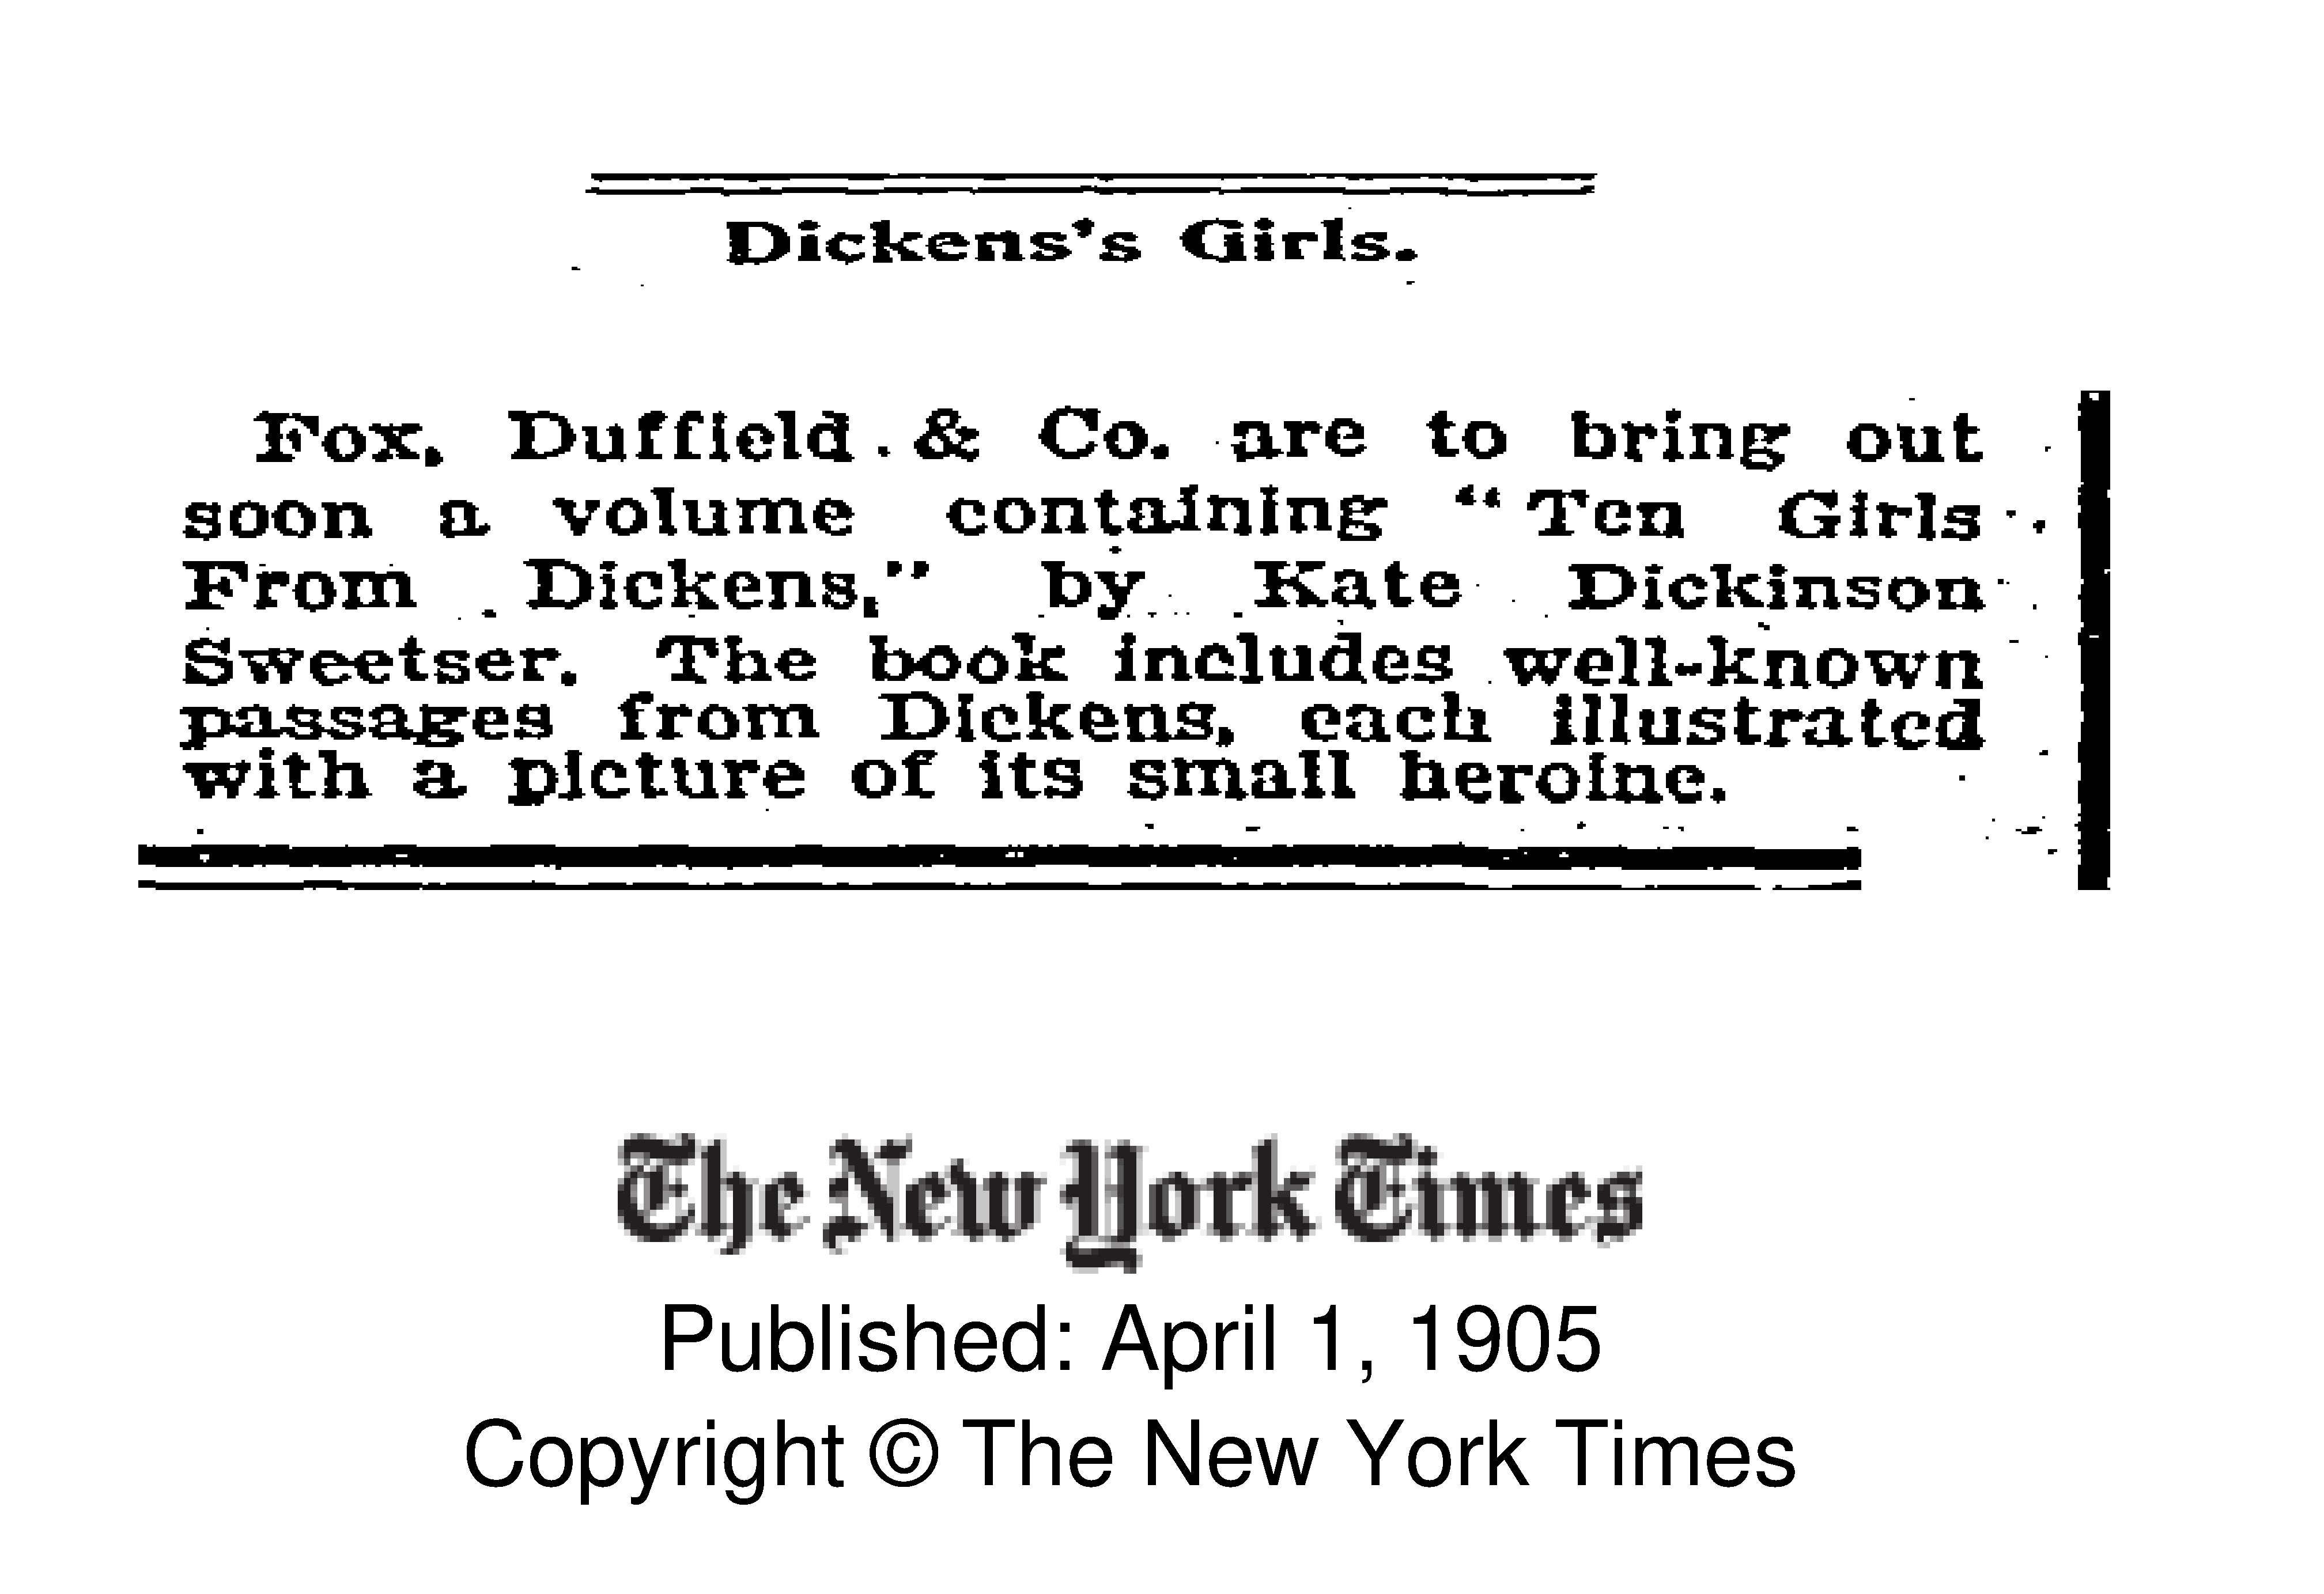 Dickens's Girls.
Fox, Duffield & Co. are to bring out
soon a volume containing "Ten Girls
From Dickens," by Kate Dickinson
Sweetser. The book includes well-known
passages from Dickens, each illustrated
with a picture of its small heroine.
The New York Times
Published: April 1, 1905
Copyright © The New York Times